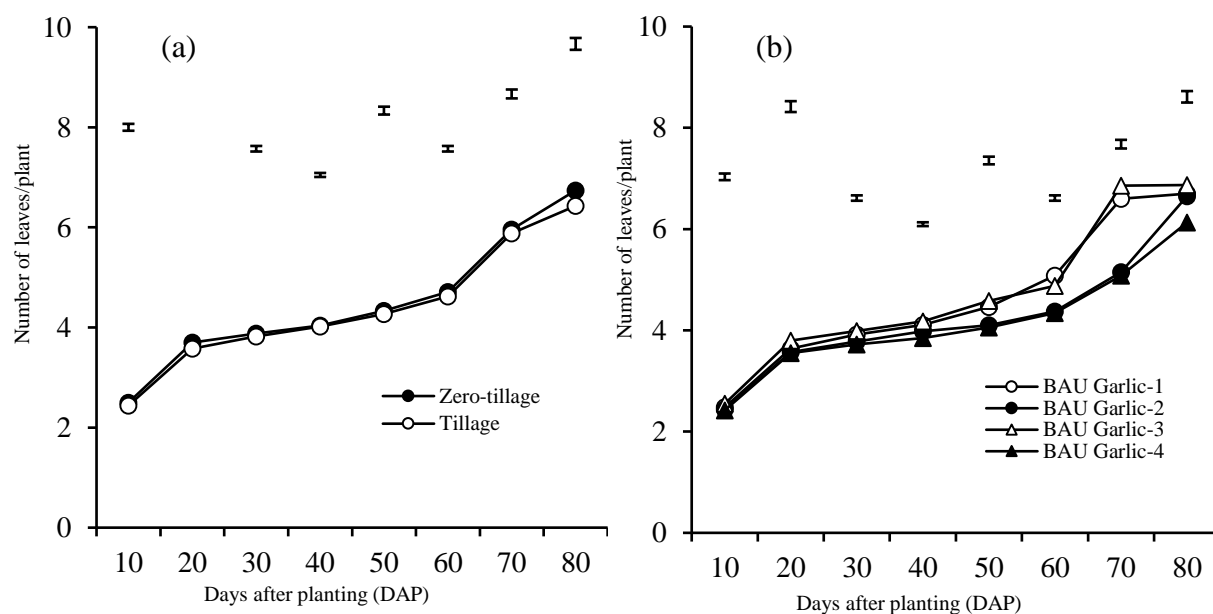 (a)
Number of leaves/plant
10
8
6
4
2
0
Zero-tillage
Tillage
10 20 30 40 50 60 70 80
Days after planting (DAP)
(b)
Number of leaves/plant
10
8
6
4
2
0
BAU Garlic-1
BAU Garlic-2
BAU Garlic-3
BAU Garlic-4
10 20 30 40 50 60 70 80
Days after planting (DAP)